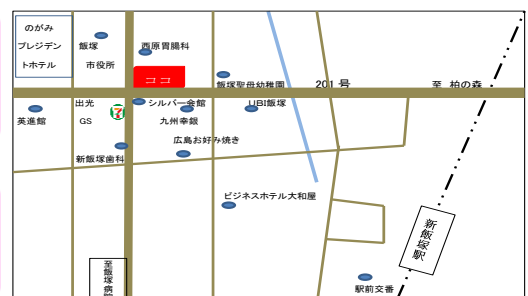 のがみ
プレジデン
トホテル
飯塚
市役所
西原胃腸科
ココ
飯塚聖母幼稚園
201 号
至 柏の森
英進館
出光
GS
7
シルバー会館
九州幸銀
UBI飯塚
広島お好み焼き
新飯塚歯科
ビジネスホテル大和屋
新飯塚駅
至飯塚病院
駅前交番